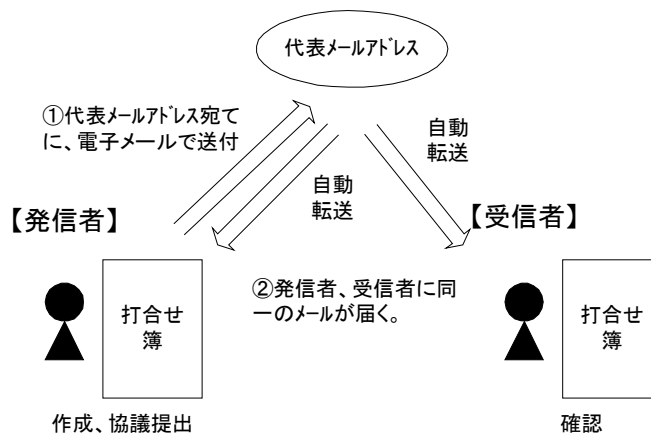 代表メールアドレス
①代表メールアドレス宛て
に、電子メールで送付
自動
転送
自動
転送
【発信者】
【受信者】
②発信者、受信者に同
一のメールが届く。
打合せ
簿
打合せ
簿
作成、協議提出
確認